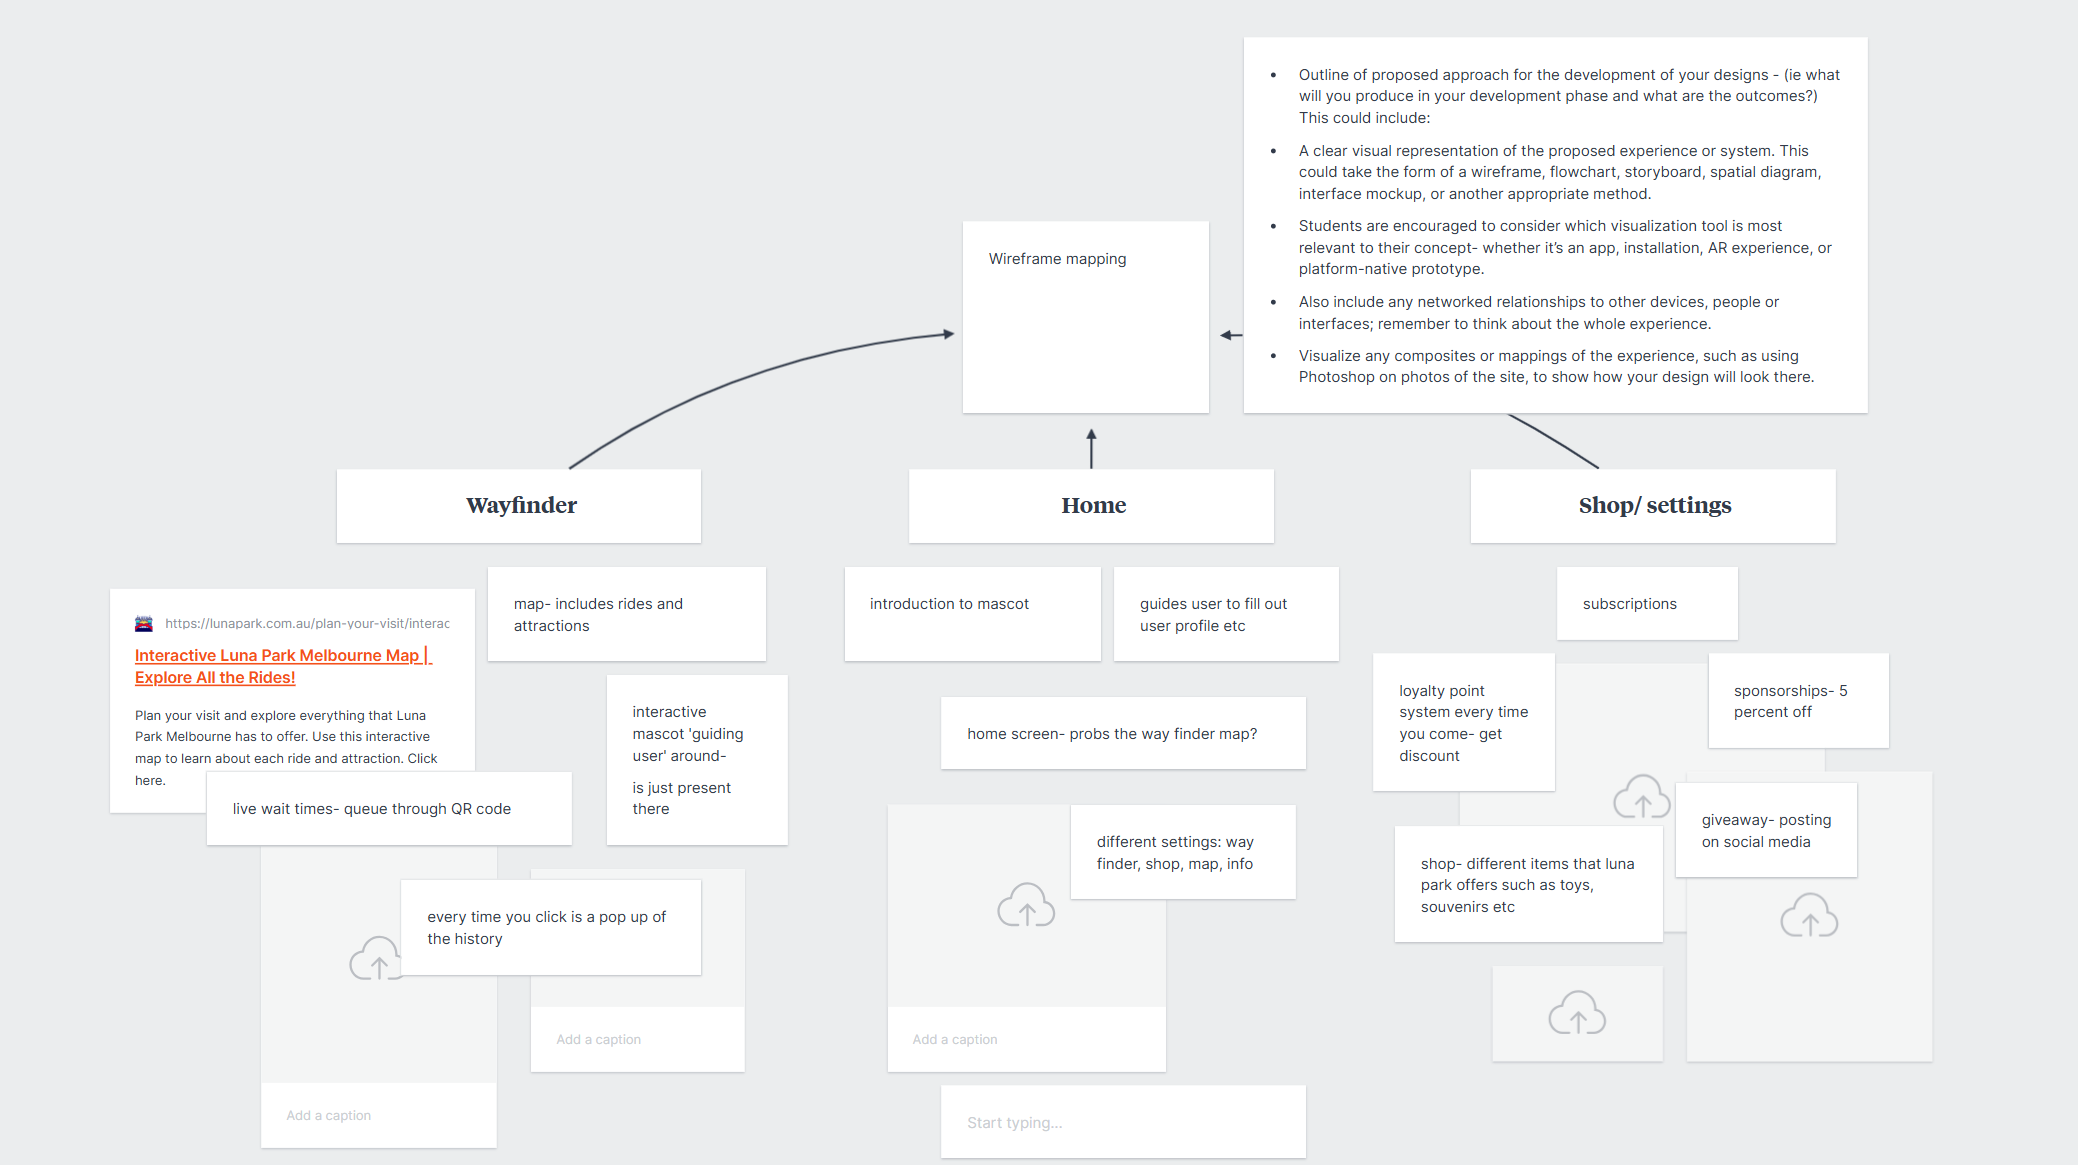 • Outline of proposed approach for the development of your designs - (ie what
will you produce in your development phase and what are the outcomes?)
This could include:
• A clear visual representation of the proposed experience or system. This
could take the form of a wireframe, flowchart, storyboard, spatial diagram,
interface mockup, or another appropriate method.
• Students are encouraged to consider which visualization tool is most
relevant to their concept- whether it’s an app, installation, AR experience, or
platform-native prototype.
• Also include any networked relationships to other devices, people or
interfaces; remember to think about the whole experience.
• Visualize any composites or mappings of the experience, such as using
Photoshop on photos of the site, to show how your design will look there.
Wireframe mapping
Wayfinder
Home
Shop/ settings
https://lunapark.com.au/plan-your-visit/interac
Interactive Luna Park Melbourne Map |
Explore All the Rides!
Plan your visit and explore everything that Luna
Park Melbourne has to offer. Use this interactive
map to learn about each ride and attraction. Click
here.
map- includes rides and
attractions
interactive
mascot 'guiding
user' around-
is just present
there
live wait times- queue through QR code
every time you click is a pop up of
the history
Add a caption
Add a caption
introduction to mascot
guides user to fill out
user profile etc
home screen- probs the way finder map?
different settings: way
finder, shop, map, info
Add a caption
Start typing...
subscriptions
loyalty point
system every time
you come- get
discount
sponsorships- 5
percent off
giveaway- posting
on social media
shop- different items that luna
park offers such as toys,
souvenirs etc